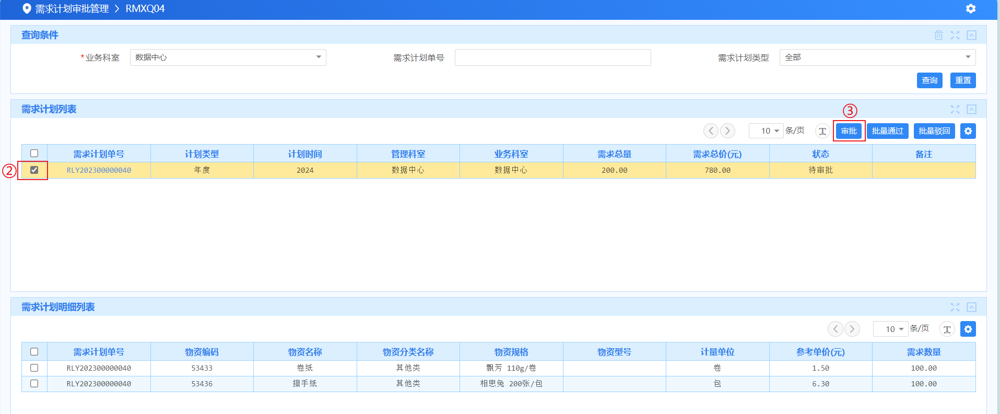 需求计划审批管理 > RMXQ04
查询条件
*业务科室 数据中心 需求计划单号 需求计划类型 全部
查询 重置
需求计划列表
③
10 条/页 T 审批 批量通过 批量驳回
需求计划单号 计划类型 计划时间 管理科室 业务科室 需求总量 需求总价(元) 状态 备注
② RLY202300000040 年度 2024 数据中心 数据中心 200.00 780.00 待审批
需求计划明细列表
10 条/页 T
需求计划单号 物资编码 物资名称 物资分类名称 物资规格 物资型号 计量单位 参考单价(元) 需求数量
RLY202300000040 53433 卷纸 其他类 飘芳 110g/卷 卷 1.50 100.00
RLY202300000040 53436 擦手纸 其他类 相思兔 200张/包 包 6.30 100.00